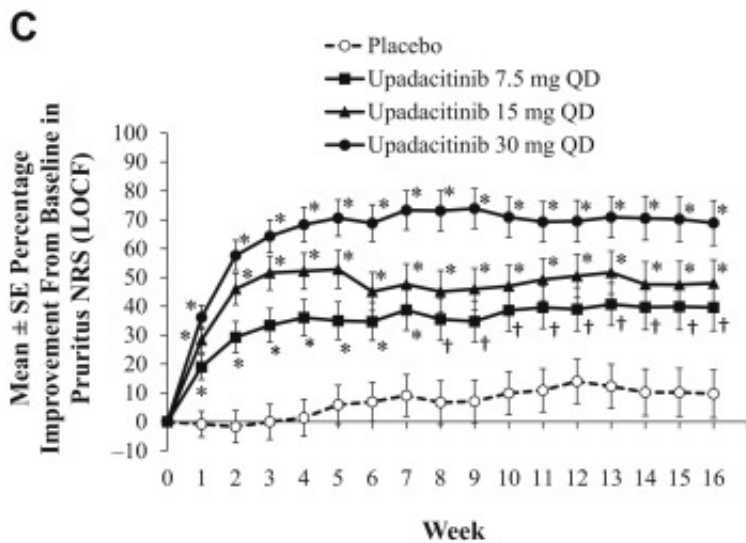 C
Placebo
Upadacitinib 7.5 mg QD
Upadacitinib 15 mg QD
Upadacitinib 30 mg QD
Mean ± SE Percentage
Improvement From Baseline in
Pruritus NRS (LOCF)
100
90
80
70
60
50
40
30
20
10
0
–10
* * * * * * * * * * * * * * * *
* * * * * * * * * * * * * * * *
* * * * * * * † † † † † † † † †
0 1 2 3 4 5 6 7 8 9 10 11 12 13 14 15 16
Week